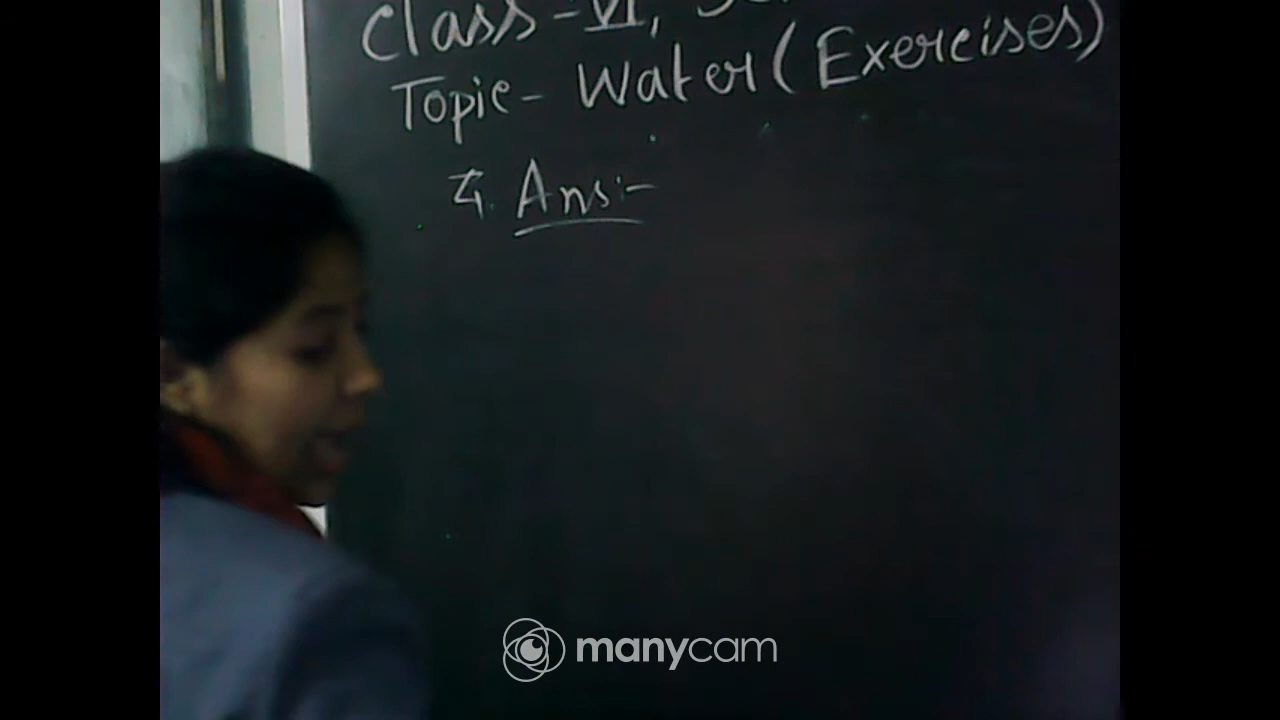 Class - VI,
Topic - Water (Exercises)
4. Ans:-
manycam